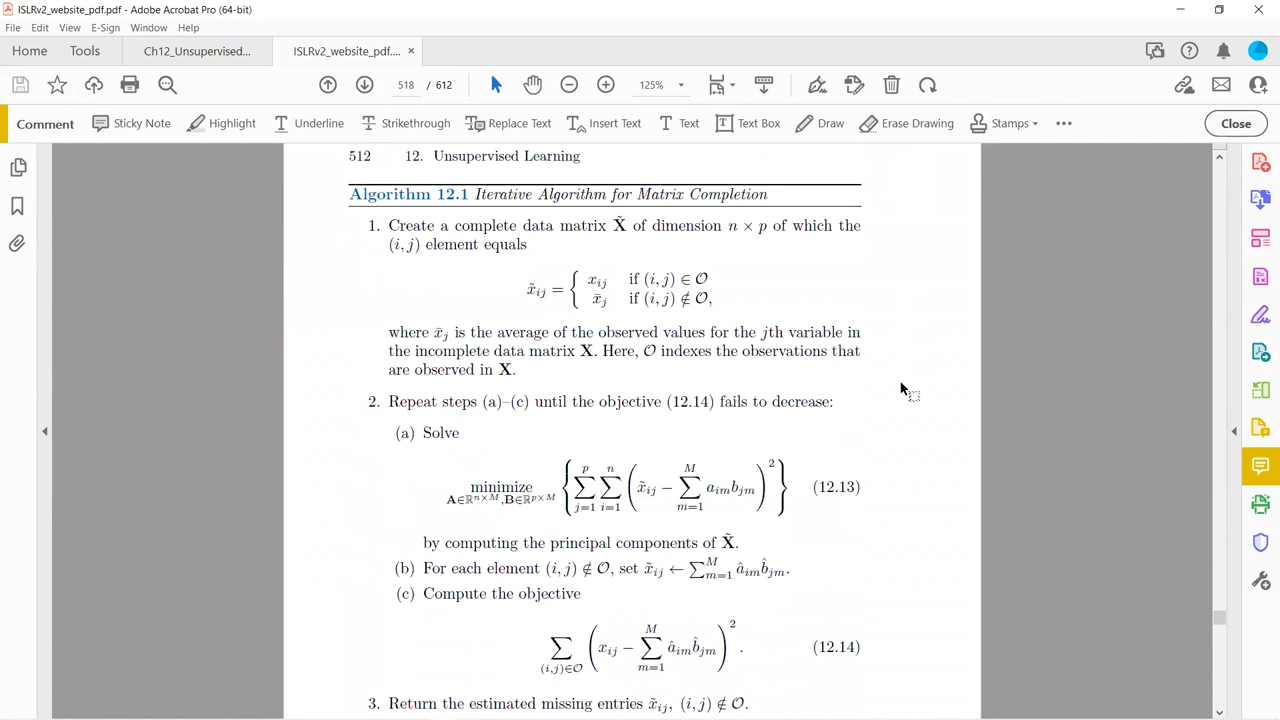 ISLRv2_website_pdf.pdf - Adobe Acrobat Pro (64-bit)
File Edit View E-Sign Window Help
Home Tools Ch12_Unsupervised... ISLRv2_website_pdf.... ×
518 / 612 125%
Comment Sticky Note Highlight Underline Strikethrough Replace Text Insert Text Text Text Box Draw Erase Drawing Stamps Close
512 12. Unsupervised Learning
Algorithm 12.1 Iterative Algorithm for Matrix Completion
1. Create a complete data matrix X̃ of dimension n × p of which the
(i, j) element equals
x̃ij = { xij if (i, j) ∈ 𝒪
x̄j if (i, j) ∉ 𝒪,
where x̄j is the average of the observed values for the jth variable in
the incomplete data matrix X. Here, 𝒪 indexes the observations that
are observed in X.
2. Repeat steps (a)–(c) until the objective (12.14) fails to decrease:
(a) Solve
minimize A∈ℝn×M,B∈ℝp×M { ∑pj=1 ∑ni=1 ( x̃ij − ∑Mm=1 aimbjm )2 } (12.13)
by computing the principal components of X̃.
(b) For each element (i, j) ∉ 𝒪, set x̃ij ← ∑Mm=1 âimb̂jm.
(c) Compute the objective
∑(i,j)∈𝒪 ( xij − ∑Mm=1 âimb̂jm )2. (12.14)
3. Return the estimated missing entries x̃ij, (i, j) ∉ 𝒪.